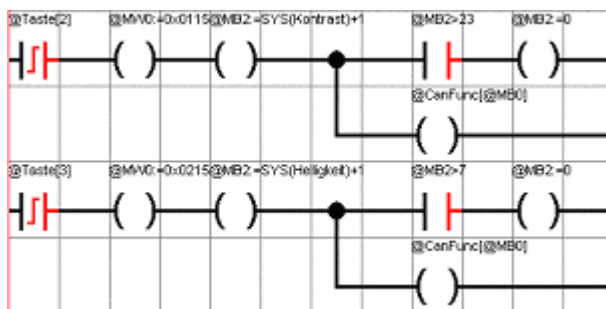 @Taste[2] @MW0:=0x0115 @MB2:=SYS(Kontrast)+1 @MB2>23 @MB2:=0
@CanFunc[@MB0]
@Taste[3] @MW0:=0x0215 @MB2:=SYS(Helligkeit)+1 @MB2>7 @MB2:=0
@CanFunc[@MB0]